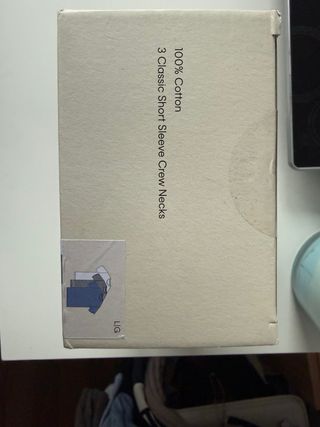 100% Cotton
3 Classic Short Sleeve Crew Necks
L\G